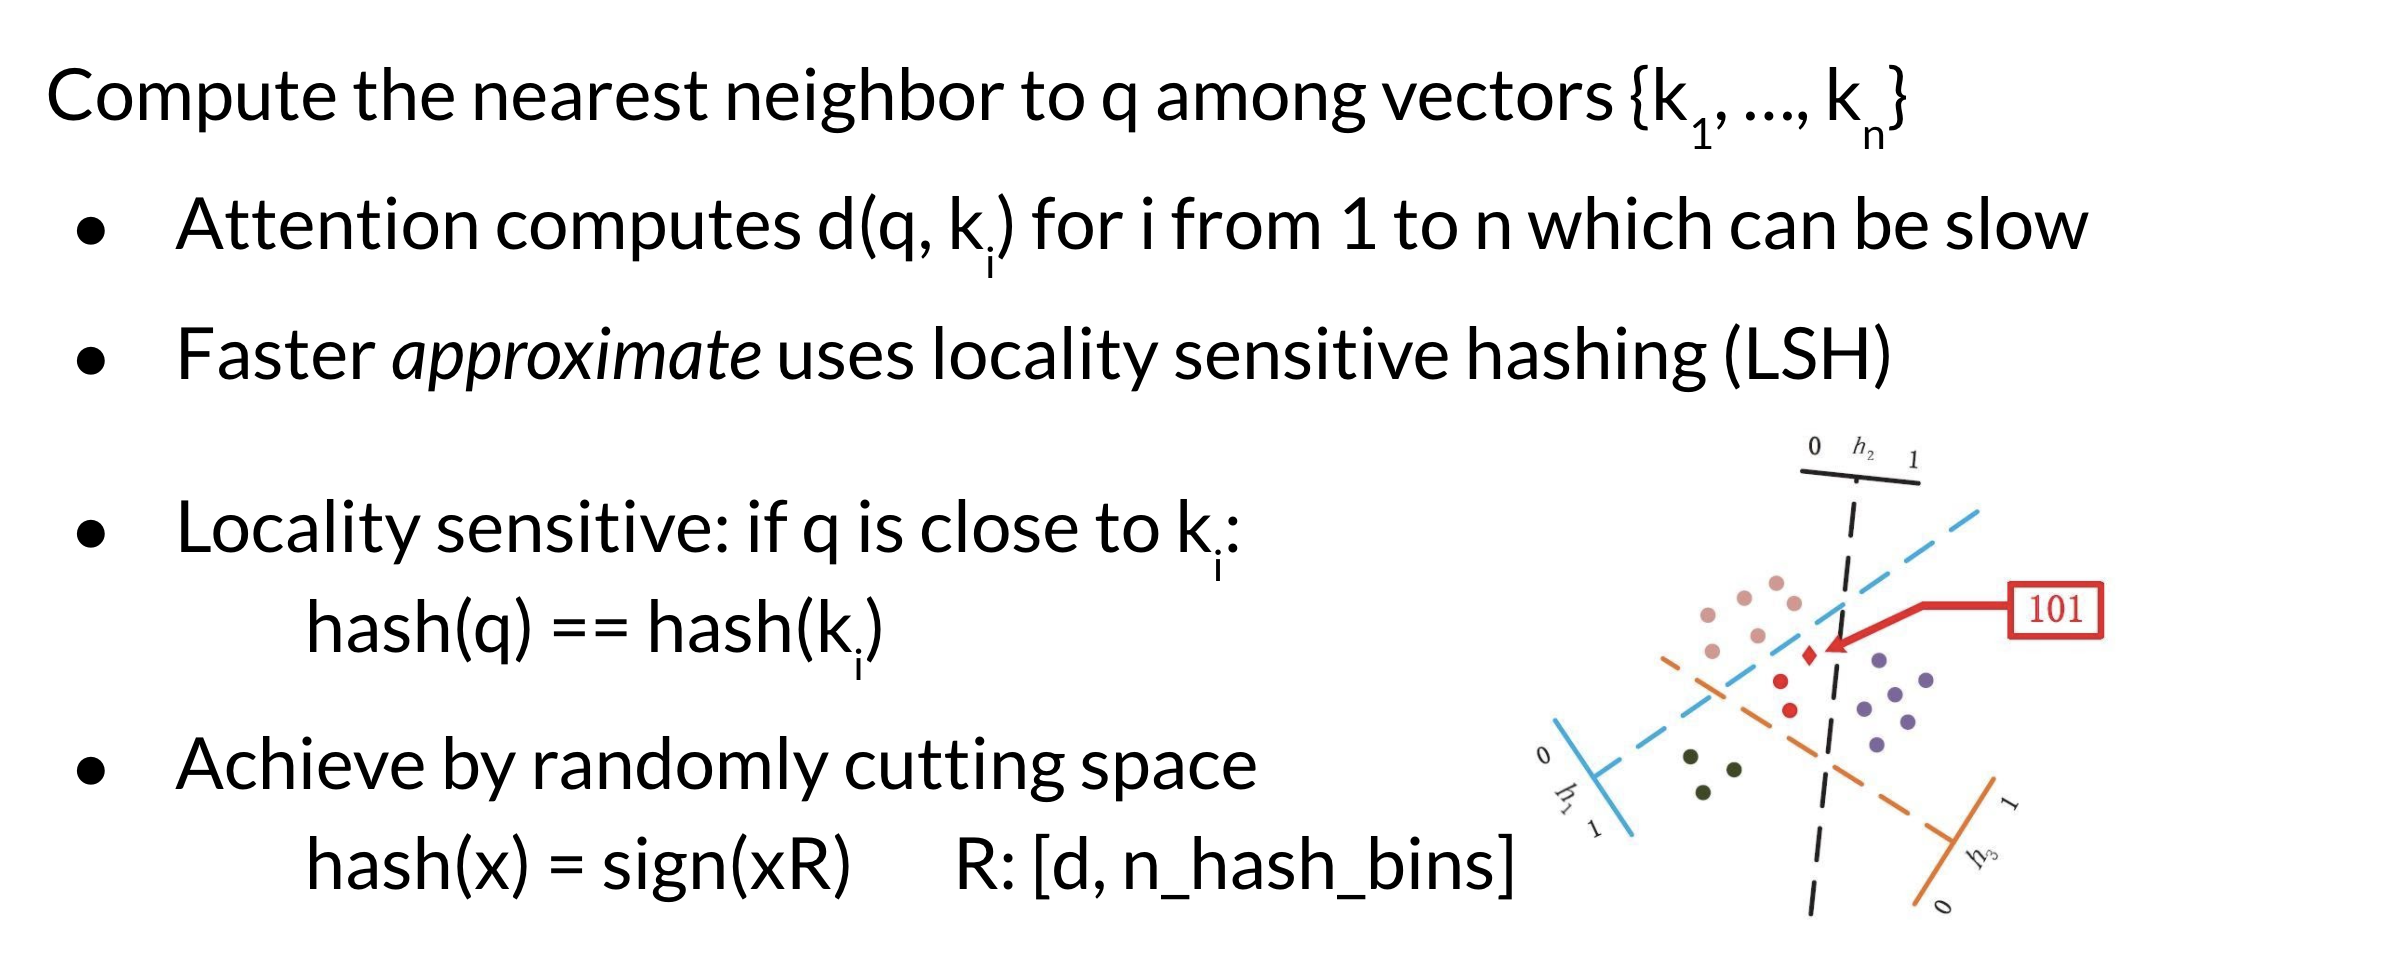 Compute the nearest neighbor to q among vectors {k₁, ..., kₙ}
● Attention computes d(q, kᵢ) for i from 1 to n which can be slow
● Faster approximate uses locality sensitive hashing (LSH)
● Locality sensitive: if q is close to kᵢ:
hash(q) == hash(kᵢ)
● Achieve by randomly cutting space
hash(x) = sign(xR) R: [d, n_hash_bins]
0 h₂ 1
101
0 h₁ 1
1 h₃ 0